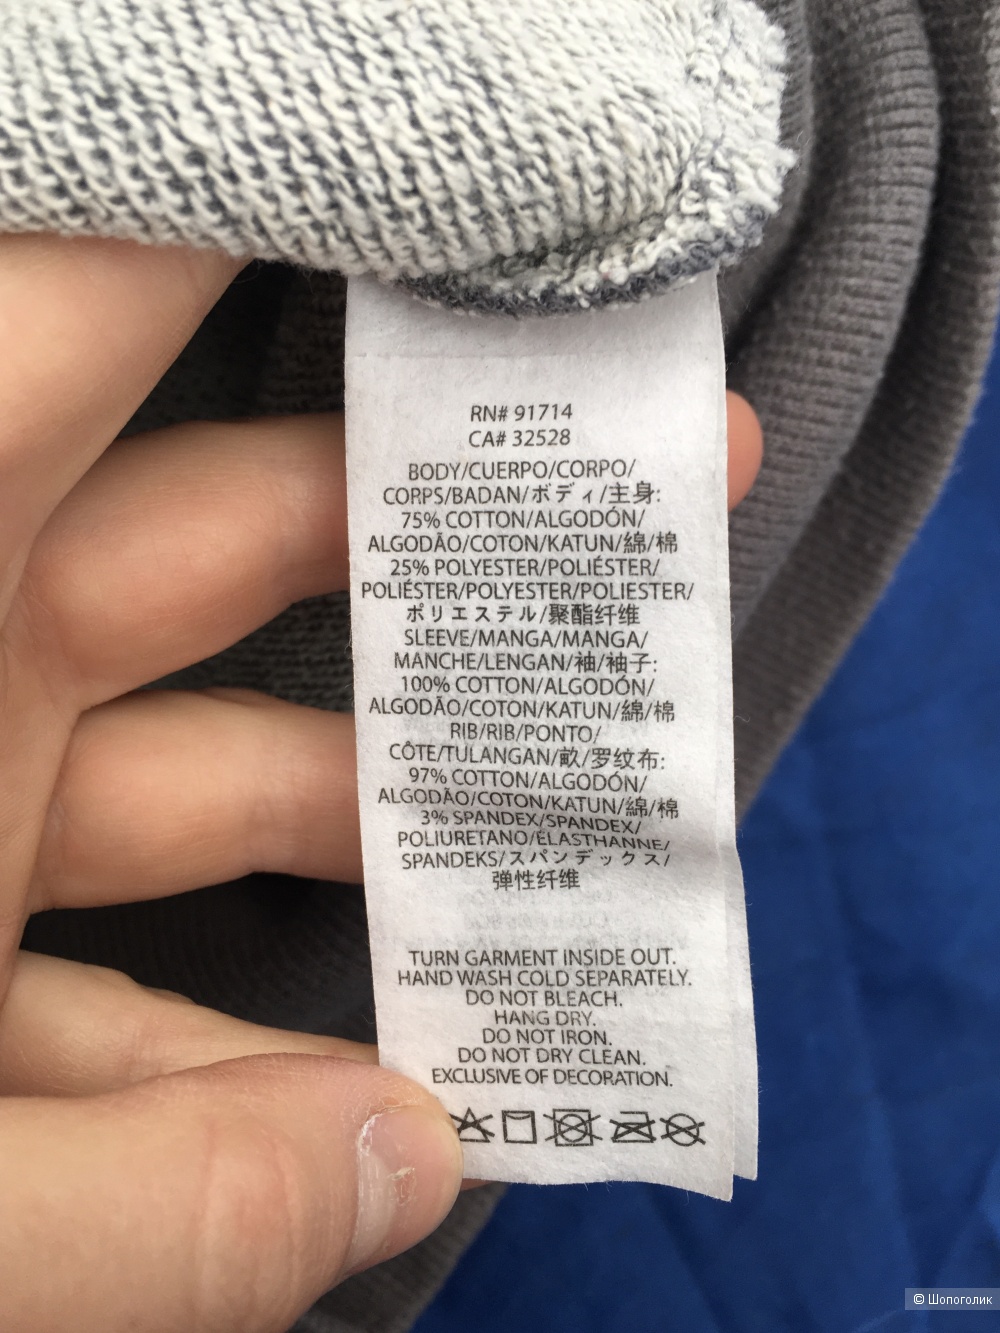 RN# 91714
CA# 32528
BODY/CUERPO/CORPO/
CORPS/BADAN/ボディ/主身:
75% COTTON/ALGODÓN/
ALGODÃO/COTON/KATUN/綿/棉
25% POLYESTER/POLIÉSTER/
POLIÉSTER/POLYESTER/POLIESTER/
ポリエステル/聚酯纤维
SLEEVE/MANGA/MANGA/
MANCHE/LENGAN/袖/袖子:
100% COTTON/ALGODÓN/
ALGODÃO/COTON/KATUN/綿/棉
RIB/RIB/PONTO/
CÔTE/TULANGAN/畝/罗纹布:
97% COTTON/ALGODÓN/
ALGODÃO/COTON/KATUN/綿/棉
3% SPANDEX/SPANDEX/
POLIURETANO/ÉLASTHANNE/
SPANDEKS/スパンデックス/
弹性纤维
TURN GARMENT INSIDE OUT.
HAND WASH COLD SEPARATELY.
DO NOT BLEACH.
HANG DRY.
DO NOT IRON.
DO NOT DRY CLEAN.
EXCLUSIVE OF DECORATION.
© Шопоголик